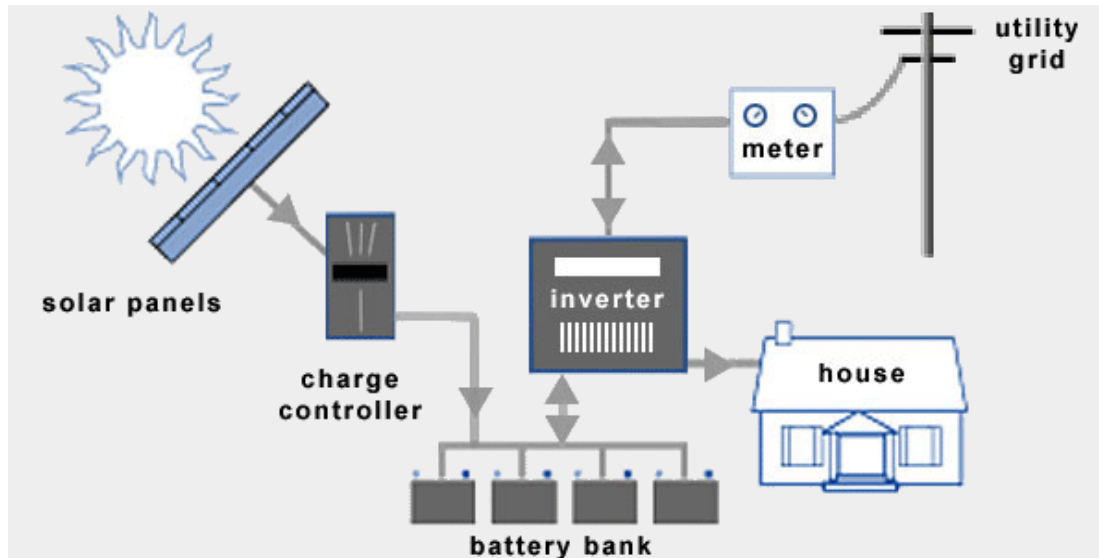 utility
grid
meter
solar panels
inverter
charge
controller
house
battery bank